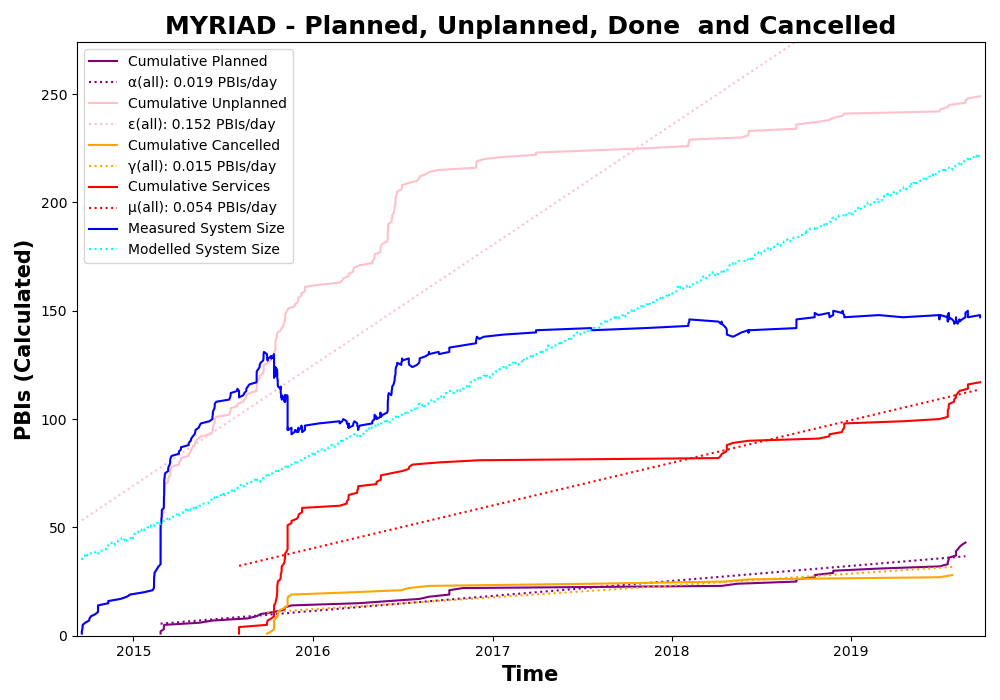 MYRIAD - Planned, Unplanned, Done  and Cancelled
Cumulative Planned
α(all): 0.019 PBIs/day
Cumulative Unplanned
ε(all): 0.152 PBIs/day
Cumulative Cancelled
γ(all): 0.015 PBIs/day
Cumulative Services
μ(all): 0.054 PBIs/day
Measured System Size
Modelled System Size
PBIs (Calculated)
250
200
150
100
50
0
2015 2016 2017 2018 2019
Time